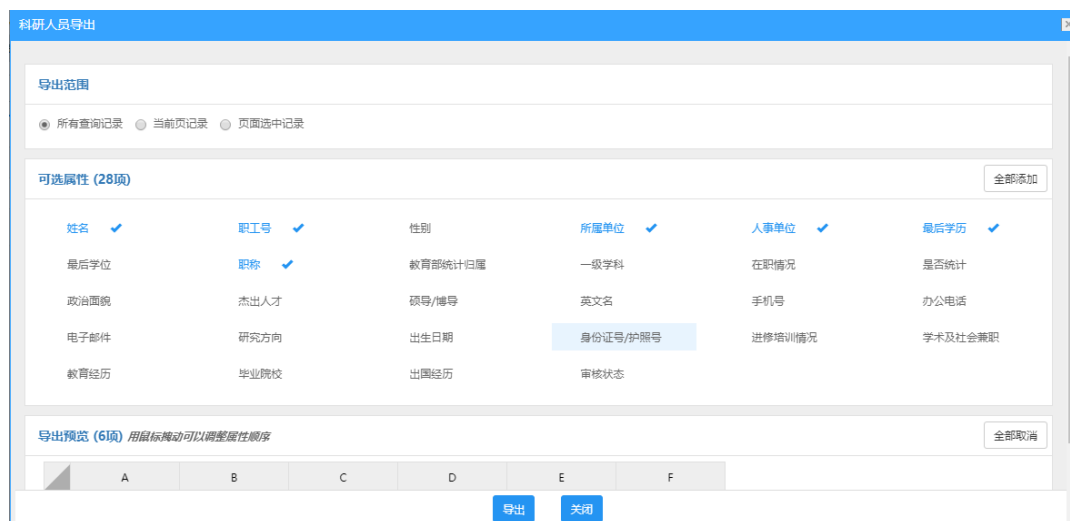 科研人员导出
导出范围
所有查询记录 当前页记录 页面选中记录
可选属性 (28项) 全部添加
姓名 职工号 性别 所属单位 人事单位 最后学历
最后学位 职称 教育部统计归属 一级学科 在职情况 是否统计
政治面貌 杰出人才 硕导/博导 英文名 手机号 办公电话
电子邮件 研究方向 出生日期 身份证号/护照号 进修培训情况 学术及社会兼职
教育经历 毕业院校 出国经历 审核状态
导出预览 (6项) 用鼠标拖动可以调整属性顺序 全部取消
A B C D E F
导出 关闭